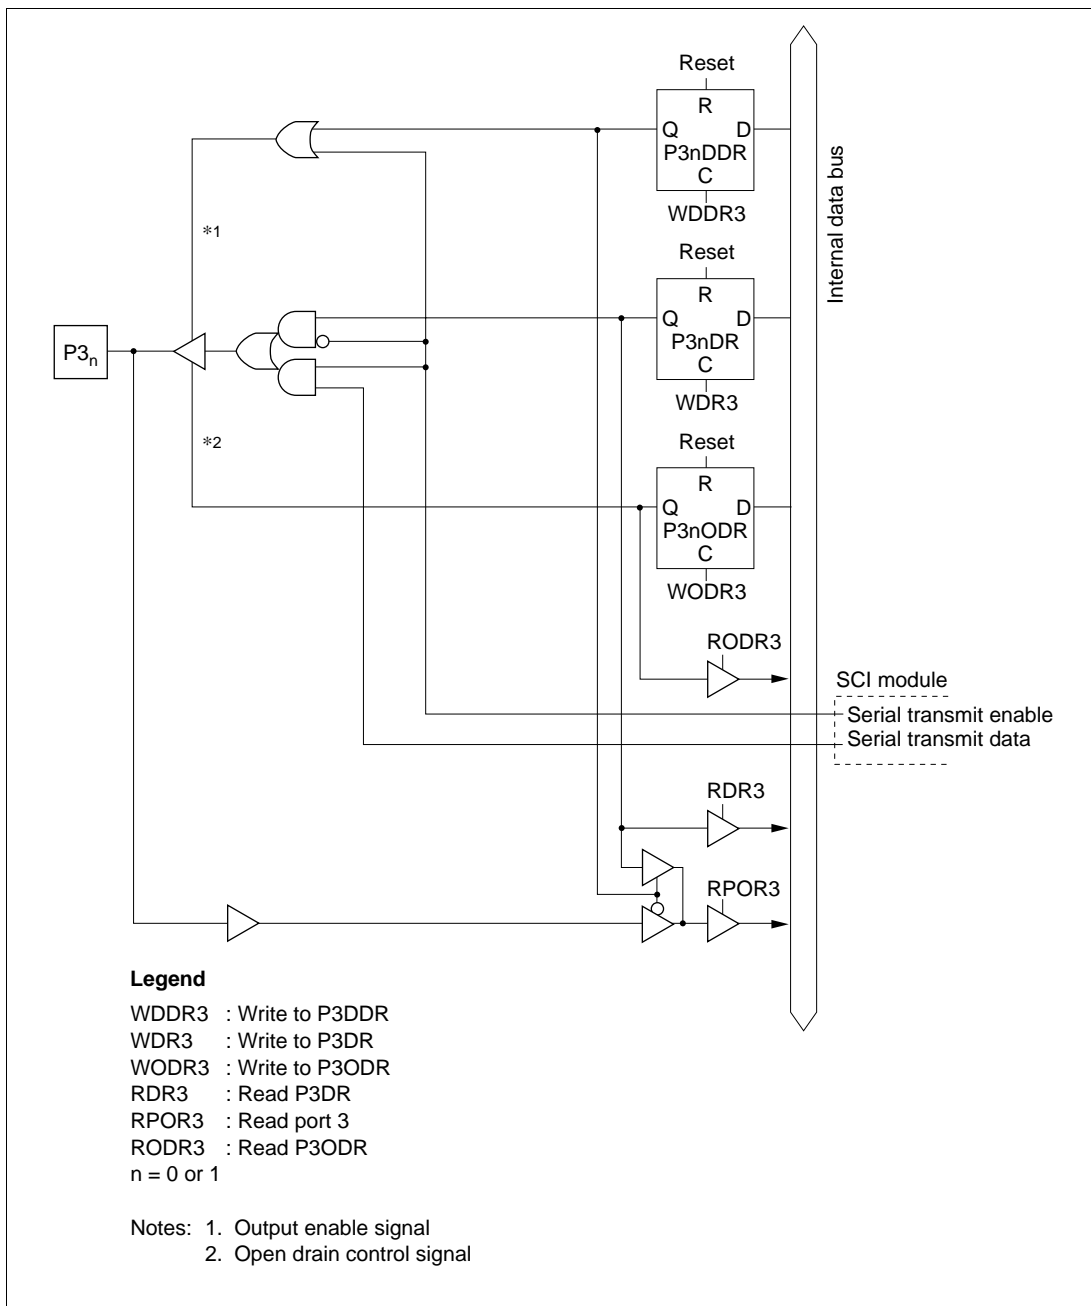 Reset
R
Q D
P3nDDR
C
WDDR3
Internal data bus
*1
Reset
R
Q D
P3nDR
C
WDR3
P3n
*2
Reset
R
Q D
P3nODR
C
WODR3
RODR3
SCI module
Serial transmit enable
Serial transmit data
RDR3
RPOR3
Legend
WDDR3 : Write to P3DDR
WDR3 : Write to P3DR
WODR3 : Write to P3ODR
RDR3 : Read P3DR
RPOR3 : Read port 3
RODR3 : Read P3ODR
n = 0 or 1
Notes: 1. Output enable signal
2. Open drain control signal